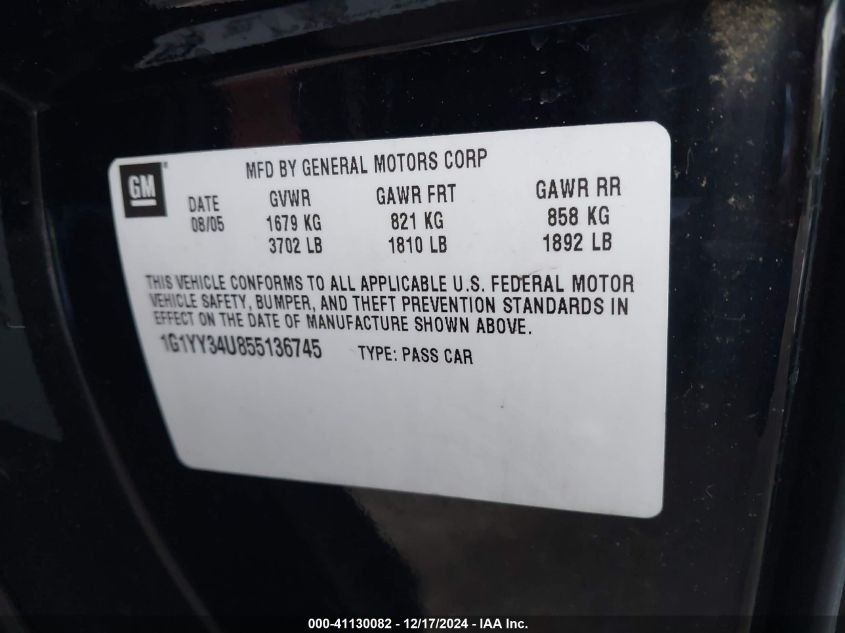 GM ®
MFD BY GENERAL MOTORS CORP
DATE GVWR GAWR FRT GAWR RR
08/05 1679 KG 821 KG 858 KG
3702 LB 1810 LB 1892 LB
THIS VEHICLE CONFORMS TO ALL APPLICABLE U.S. FEDERAL MOTOR
VEHICLE SAFETY, BUMPER, AND THEFT PREVENTION STANDARDS IN
EFFECT ON THE DATE OF MANUFACTURE SHOWN ABOVE.
1G1YY34U855136745 TYPE: PASS CAR
000-41130082 - 12/17/2024 - IAA Inc.